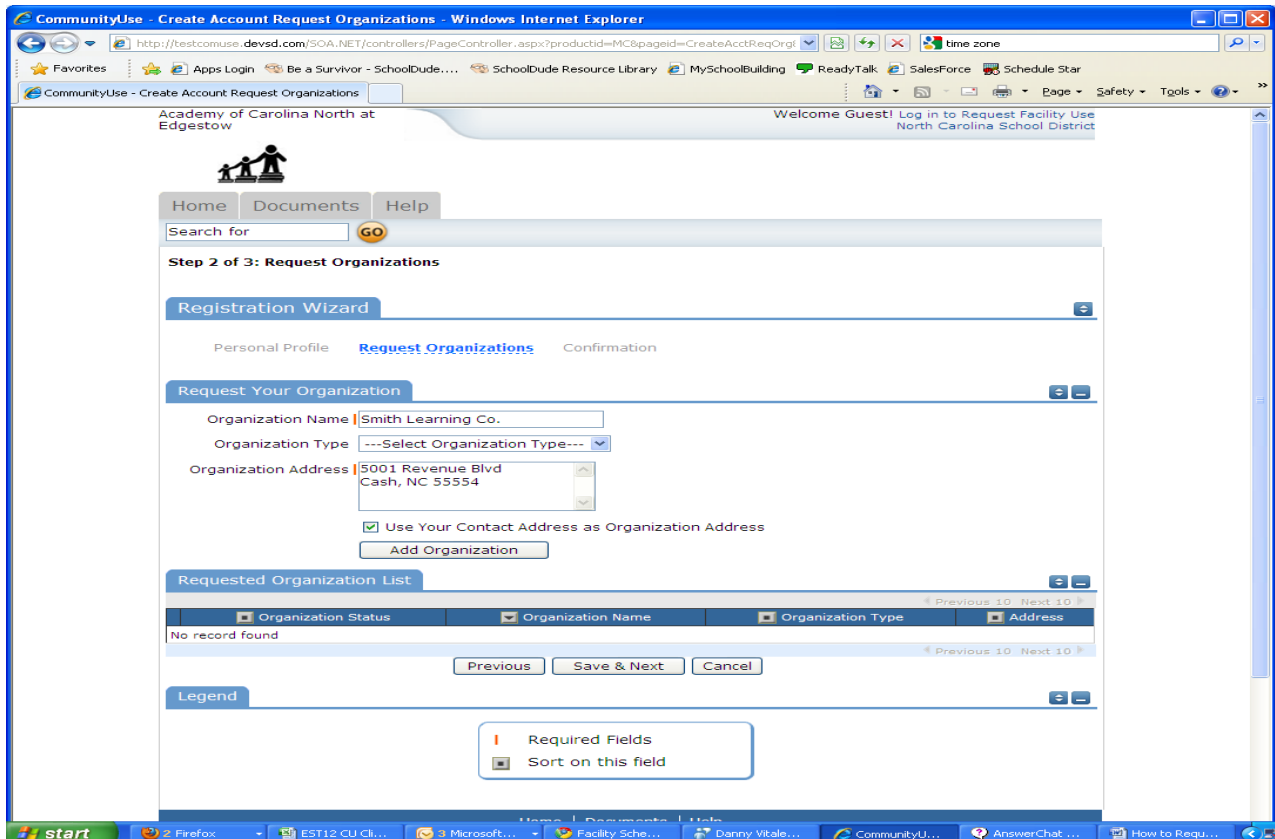 CommunityUse - Create Account Request Organizations - Windows Internet Explorer
http://testcomuse.devsd.com/SOA.NET/controllers/PageController.aspx?productid=MC&pageid=CreateAcctReqOrg
time zone
Favorites Apps Login Be a Survivor - SchoolDude.... SchoolDude Resource Library MySchoolBuilding ReadyTalk SalesForce Schedule Star
CommunityUse - Create Account Request Organizations Page Safety Tools
Academy of Carolina North at
Edgestow
Welcome Guest! Log in to Request Facility Use
North Carolina School District
Home Documents Help
Search for GO
Step 2 of 3: Request Organizations
Registration Wizard
Personal Profile Request Organizations Confirmation
Request Your Organization
Organization Name Smith Learning Co.
Organization Type ---Select Organization Type---
Organization Address 5001 Revenue Blvd
Cash, NC 55554
Use Your Contact Address as Organization Address
Add Organization
Requested Organization List
Previous 10 Next 10
Organization Status Organization Name Organization Type Address
No record found
Previous 10 Next 10
Previous Save & Next Cancel
Legend
Required Fields
Sort on this field
Home | Documents | Help
start 2 Firefox EST12 CU Cli... 3 Microsoft... Facility Sche... Danny Vitale... CommunityU... AnswerChat ... How to Requ...